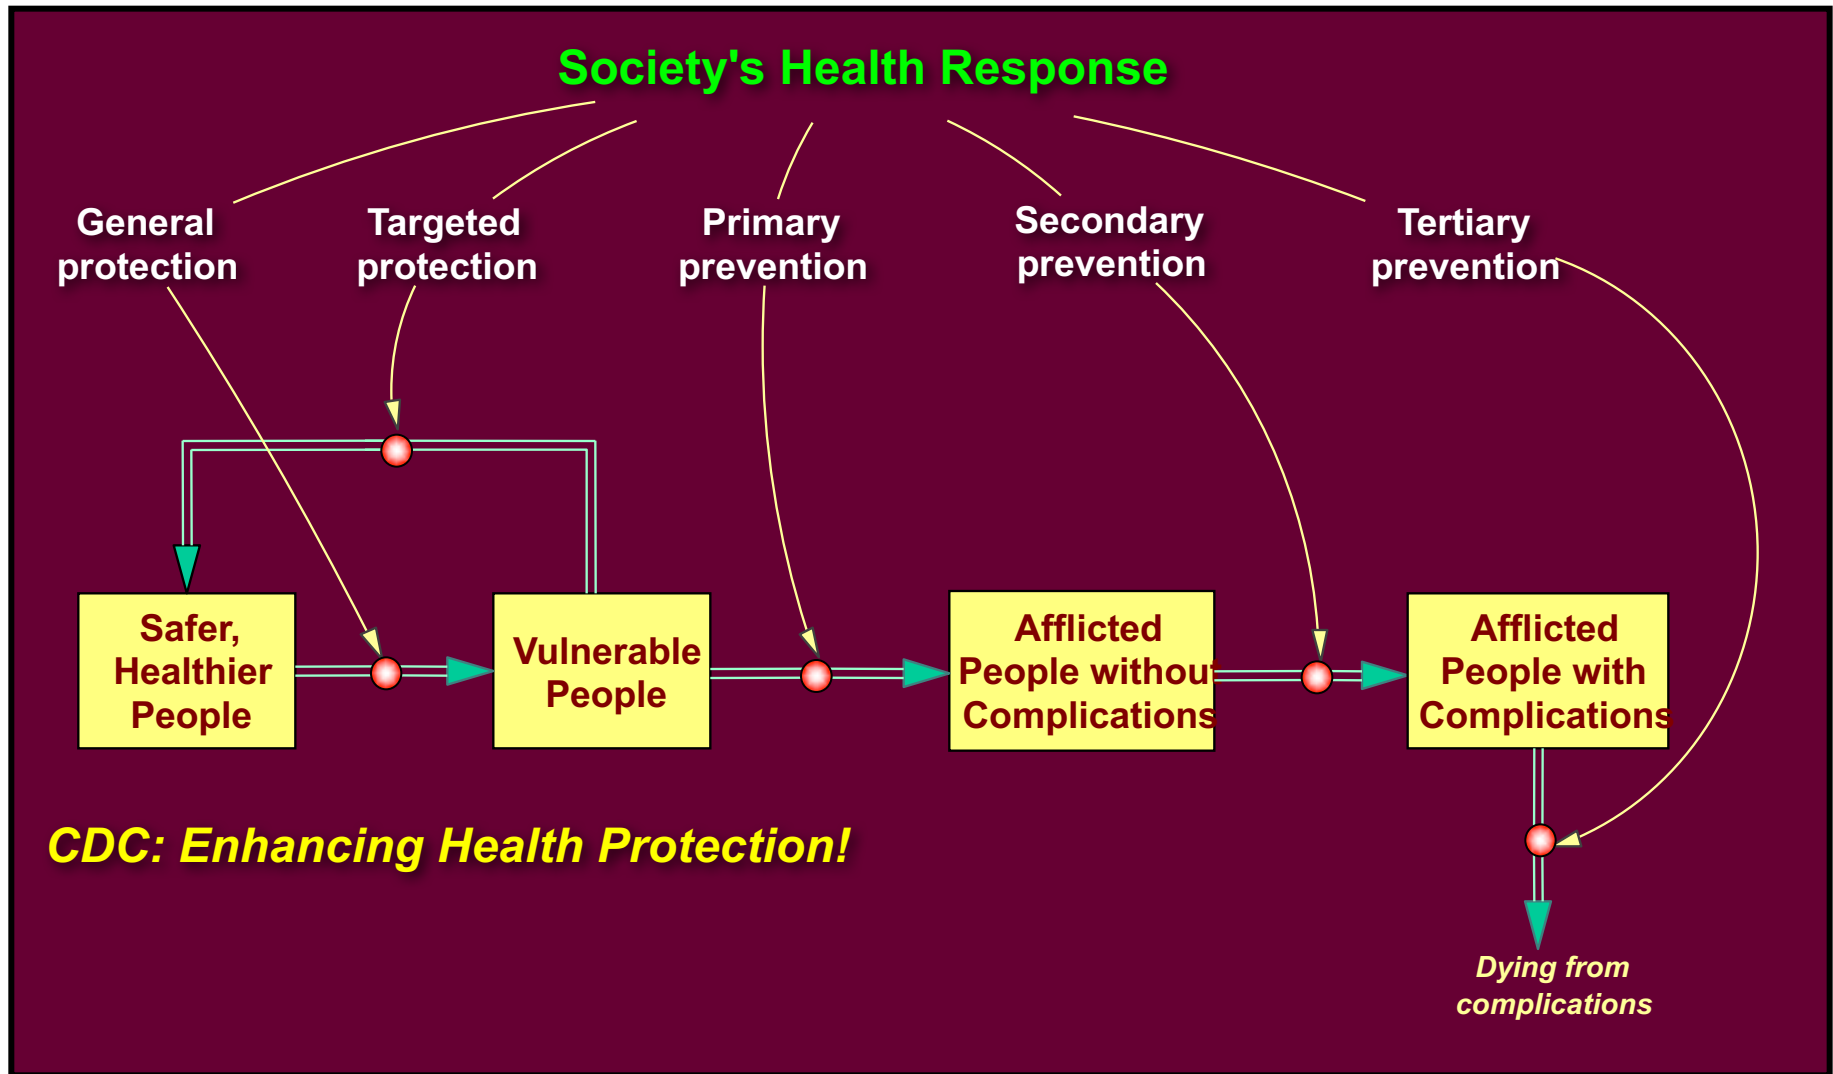 Society's Health Response
General
protection
Targeted
protection
Primary
prevention
Secondary
prevention
Tertiary
prevention
Safer,
Healthier
People
Vulnerable
People
Afflicted
People without
Complications
Afflicted
People with
Complications
CDC: Enhancing Health Protection!
Dying from
complications